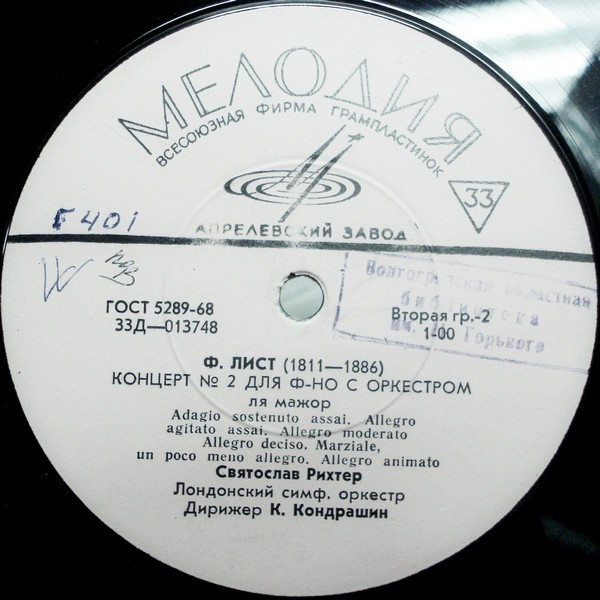 МЕЛОДИЯ
ВСЕСОЮЗНАЯ ФИРМА ГРАМПЛАСТИНОК
33
АПРЕЛЕВСКИЙ ЗАВОД
Г 401
ГОСТ 5289-68
33Д—013748
Волгоградская областная
библиотека
им. М. Горького
Вторая гр.-2
1-00
Ф. ЛИСТ (1811—1886)
КОНЦЕРТ № 2 ДЛЯ Ф-НО С ОРКЕСТРОМ
ля мажор
Adagio sostenuto assai. Allegro
agitato assai. Allegro moderato
Allegro deciso. Marziale,
un poco meno allegro. Allegro animato
Святослав Рихтер
Лондонский симф. оркестр
Дирижер К. Кондрашин